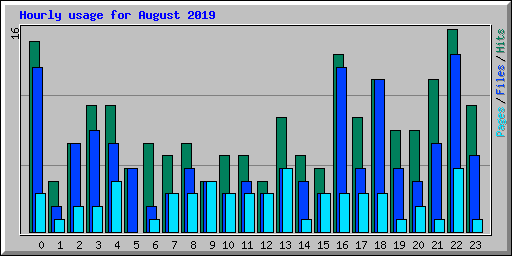 Hourly usage for August 2019
16
Pages/Files/Hits
0 1 2 3 4 5 6 7 8 9 10 11 12 13 14 15 16 17 18 19 20 21 22 23